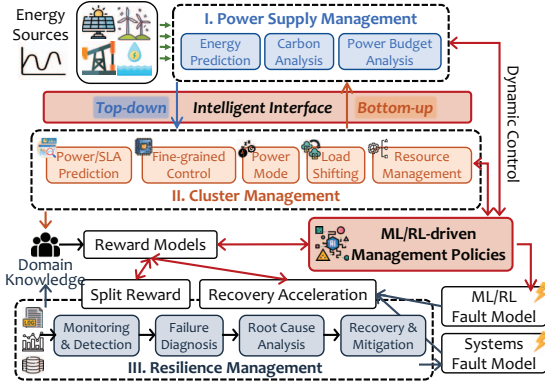 Energy
Sources
I. Power Supply Management
Energy
Prediction
Carbon
Analysis
Power Budget
Analysis
Top-down
Intelligent Interface
Bottom-up
Dynamic Control
Power/SLA
Prediction
Fine-grained
Control
Power
Mode
Load
Shifting
Resource
Management
II. Cluster Management
Reward Models
ML/RL-driven
Management Policies
Domain
Knowledge
Split Reward
Recovery Acceleration
ML/RL
Fault Model
Monitoring
& Detection
Failure
Diagnosis
Root Cause
Analysis
Recovery &
Mitigation
Systems
Fault Model
III. Resilience Management